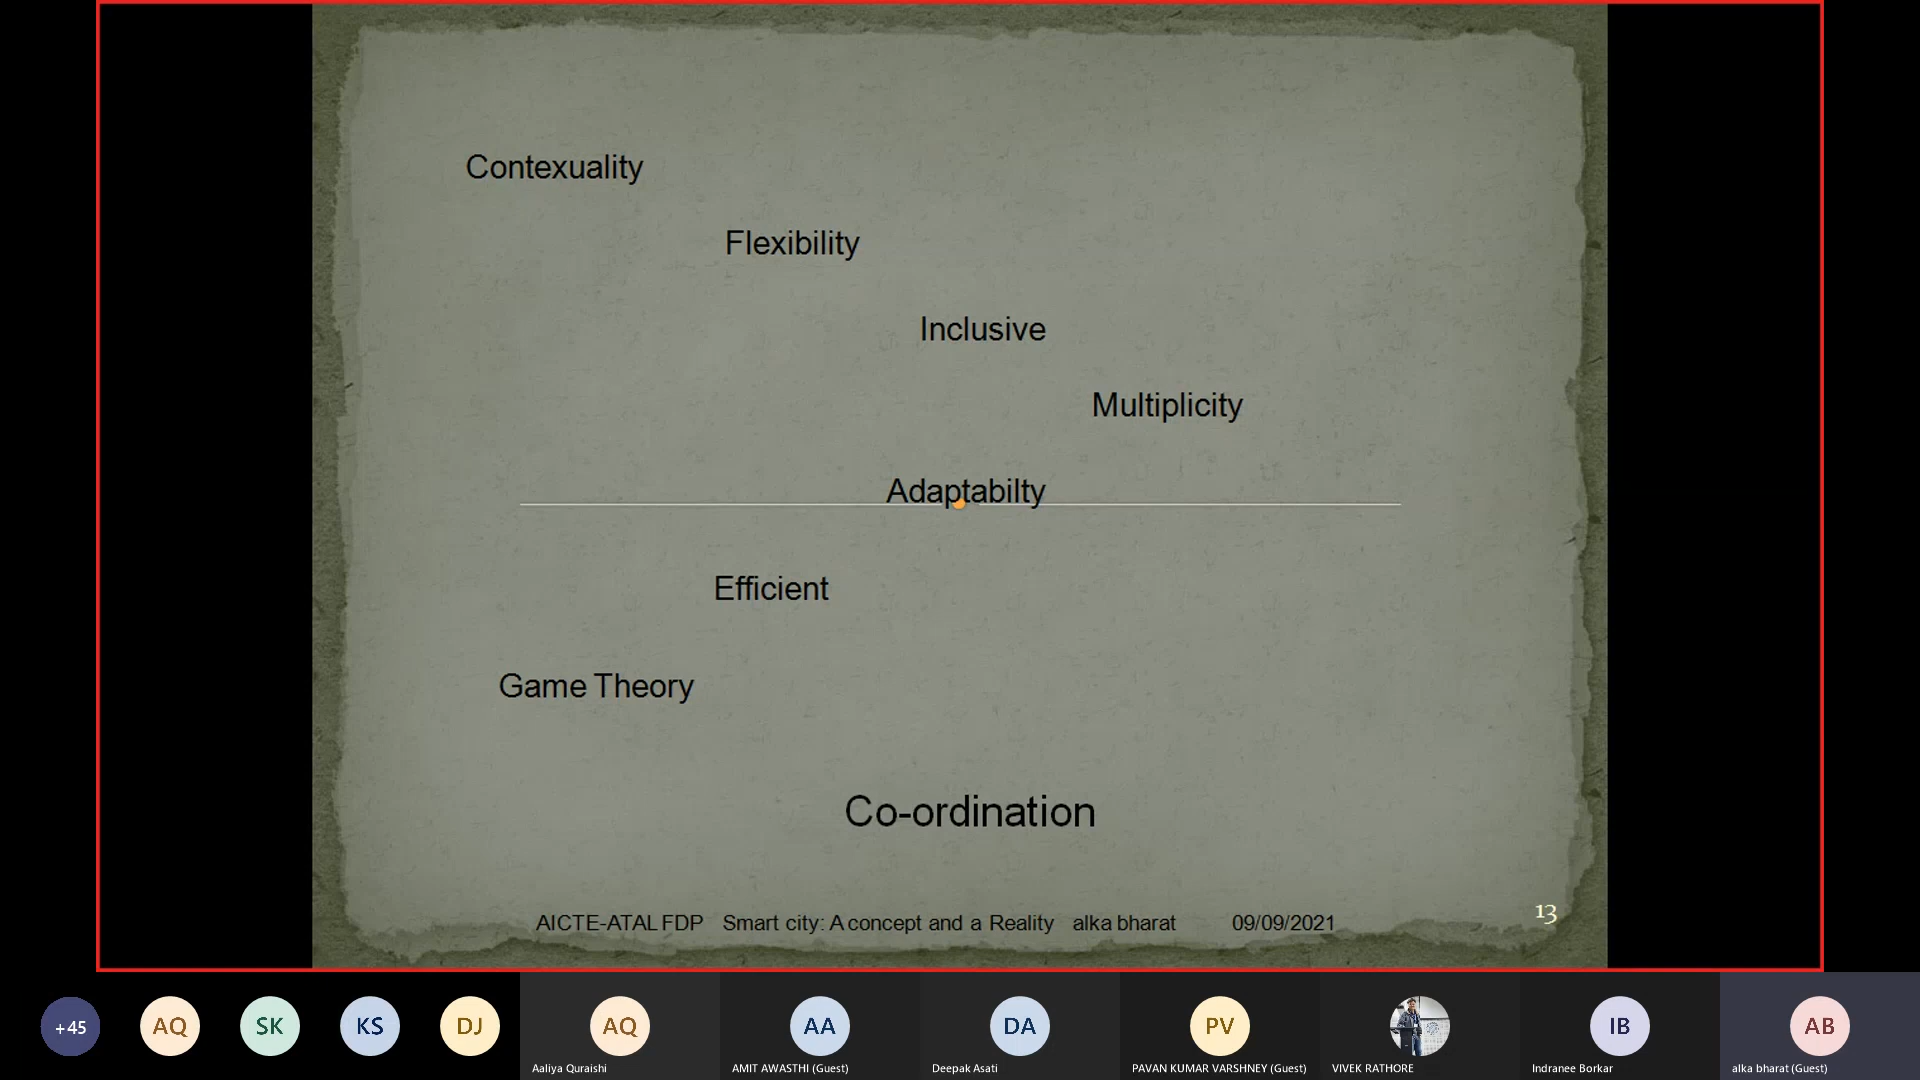 Contexuality
Flexibility
Inclusive
Multiplicity
Adaptabilty
Efficient
Game Theory
Co-ordination
AICTE-ATAL FDP Smart city: A concept and a Reality alka bharat 09/09/2021
13
+45 AQ SK KS DJ AQ AA DA PV IB AB
Aaliya Quraishi AMIT AWASTHI (Guest) Deepak Asati PAVAN KUMAR VARSHNEY (Guest) VIVEK RATHORE Indranee Borkar alka bharat (Guest)